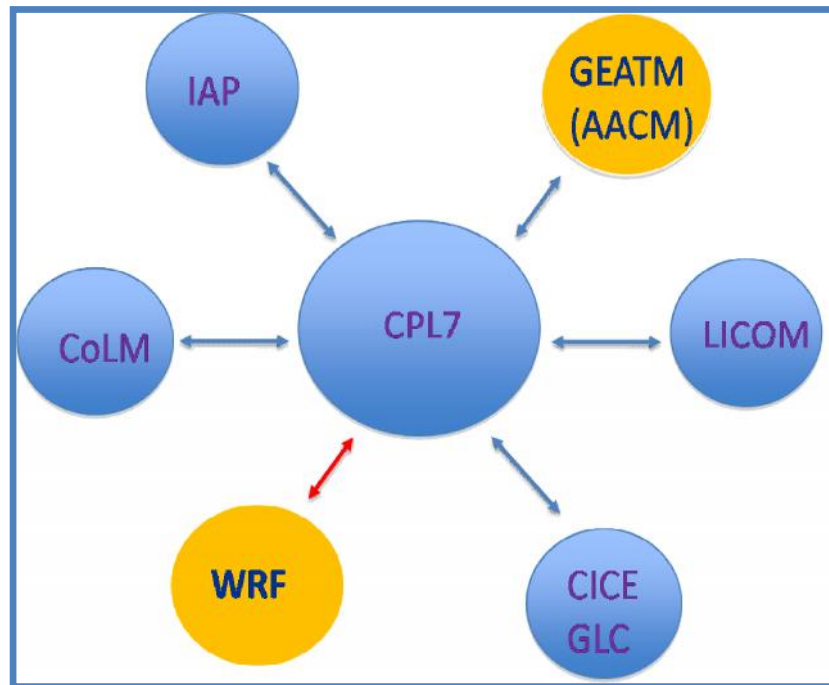 IAP
GEATM
(AACM)
CPL7
CoLM
LICOM
WRF
CICE
GLC